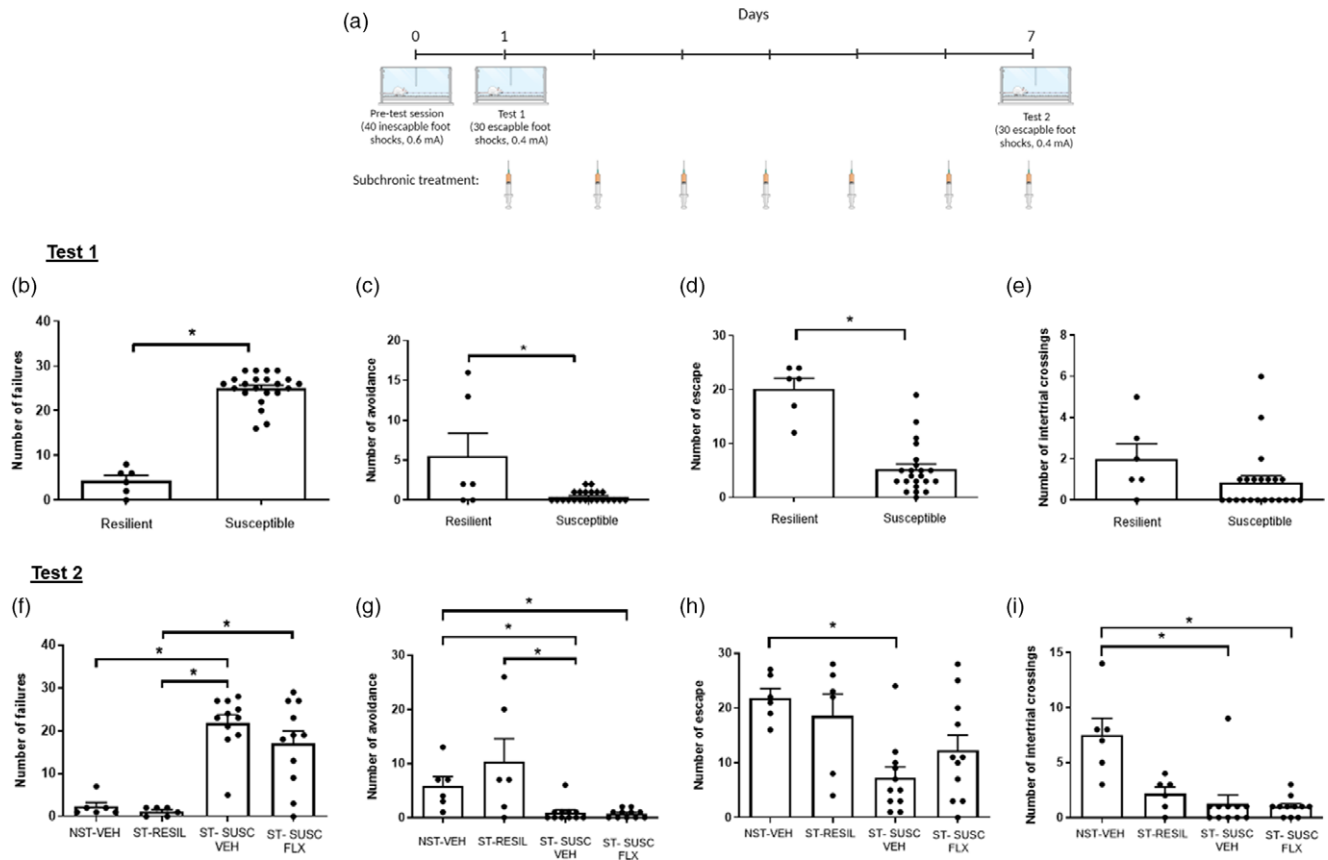 (a)
Days
0 1 7
Pre-test session
(40 inescapble foot
shocks, 0.6 mA)
Test 1
(30 escapble foot
shocks, 0.4 mA)
Test 2
(30 escapble foot
shocks, 0.4 mA)
Subchronic treatment:
Test 1
(b)
Number of failures
40
30
20
10
0
*
Resilient Susceptible
(c)
Number of avoidance
20
15
10
5
0
*
Resilient Susceptible
(d)
Number of escape
30
20
10
0
*
Resilient Susceptible
(e)
Number of intertrial crossings
8
6
4
2
0
Resilient Susceptible
Test 2
(f)
Number of failures
40
30
20
10
0
*
*
*
NST-VEH ST-RESIL ST- SUSC ST- SUSC
VEH FLX
(g)
Number of avoidance
30
20
10
0
*
*
*
NST-VEH ST-RESIL ST- SUSC ST- SUSC
VEH FLX
(h)
Number of escape
30
20
10
0
*
NST-VEH ST-RESIL ST- SUSC ST- SUSC
VEH FLX
(i)
Number of intertrial crossings
15
10
5
0
*
*
NST-VEH ST-RESIL ST- SUSC ST- SUSC
VEH FLX